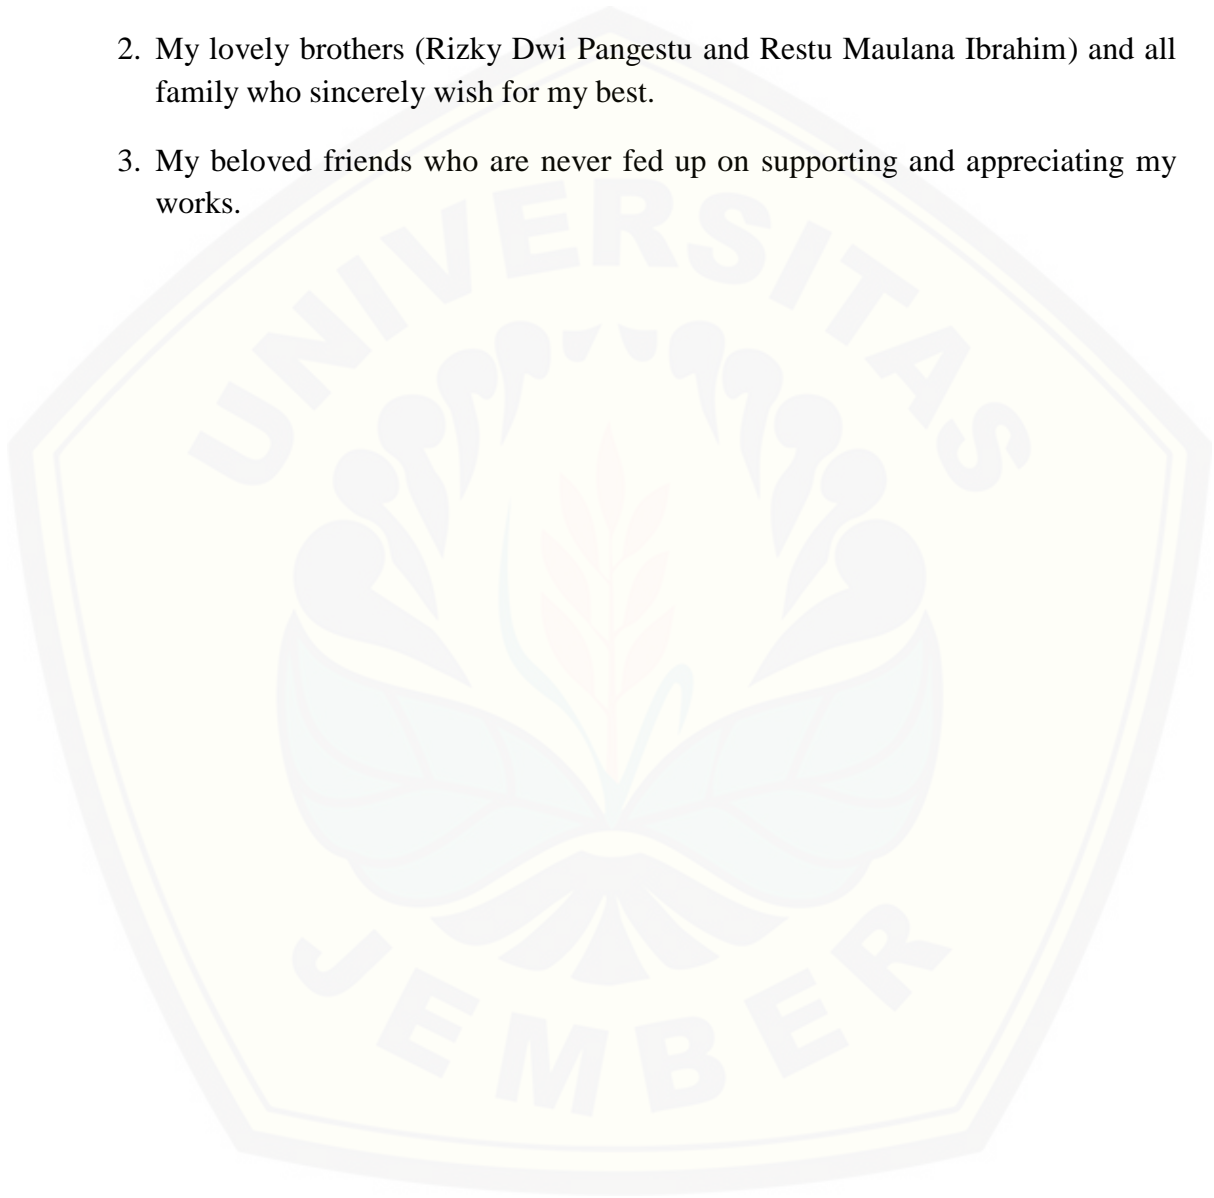 2. My lovely brothers (Rizky Dwi Pangestu and Restu Maulana Ibrahim) and all
family who sincerely wish for my best.
3. My beloved friends who are never fed up on supporting and appreciating my
works.
UNIVERSITAS
JEMBER